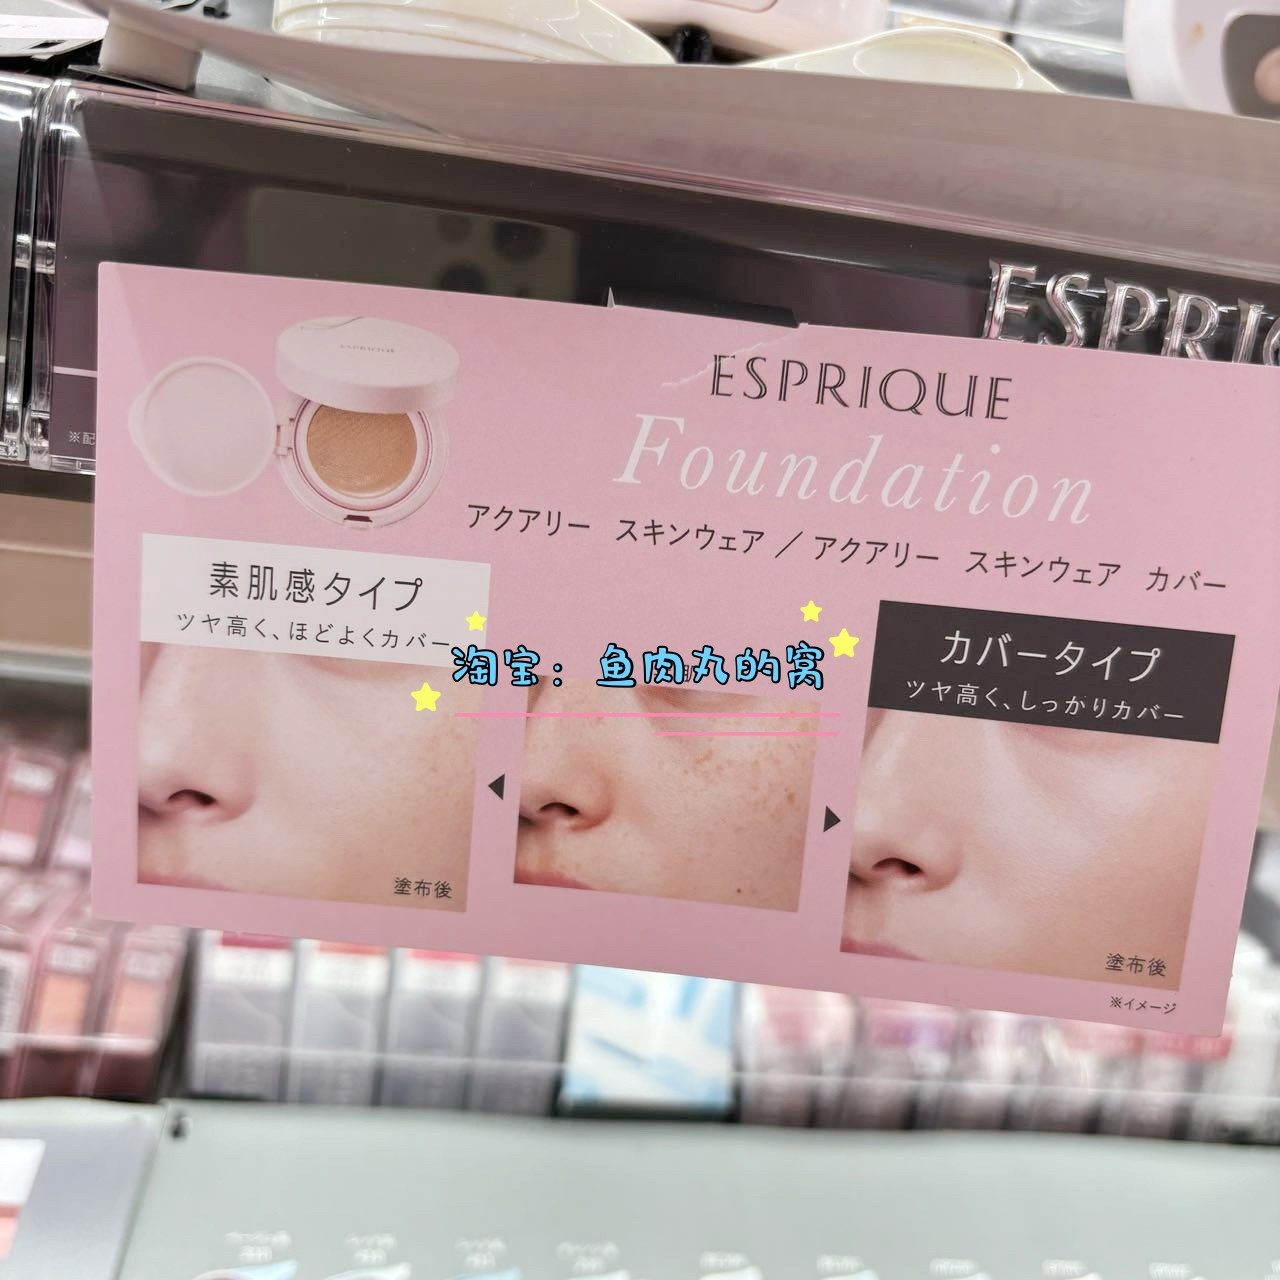 ESPRIQUE
Foundation
アクアリー スキンウェア / アクアリー スキンウェア カバー
素肌感タイプ
ツヤ高く、ほどよくカバー
淘宝：鱼肉丸的窝
カバータイプ
ツヤ高く、しっかりカバー
塗布後
塗布後
※イメージ
※配